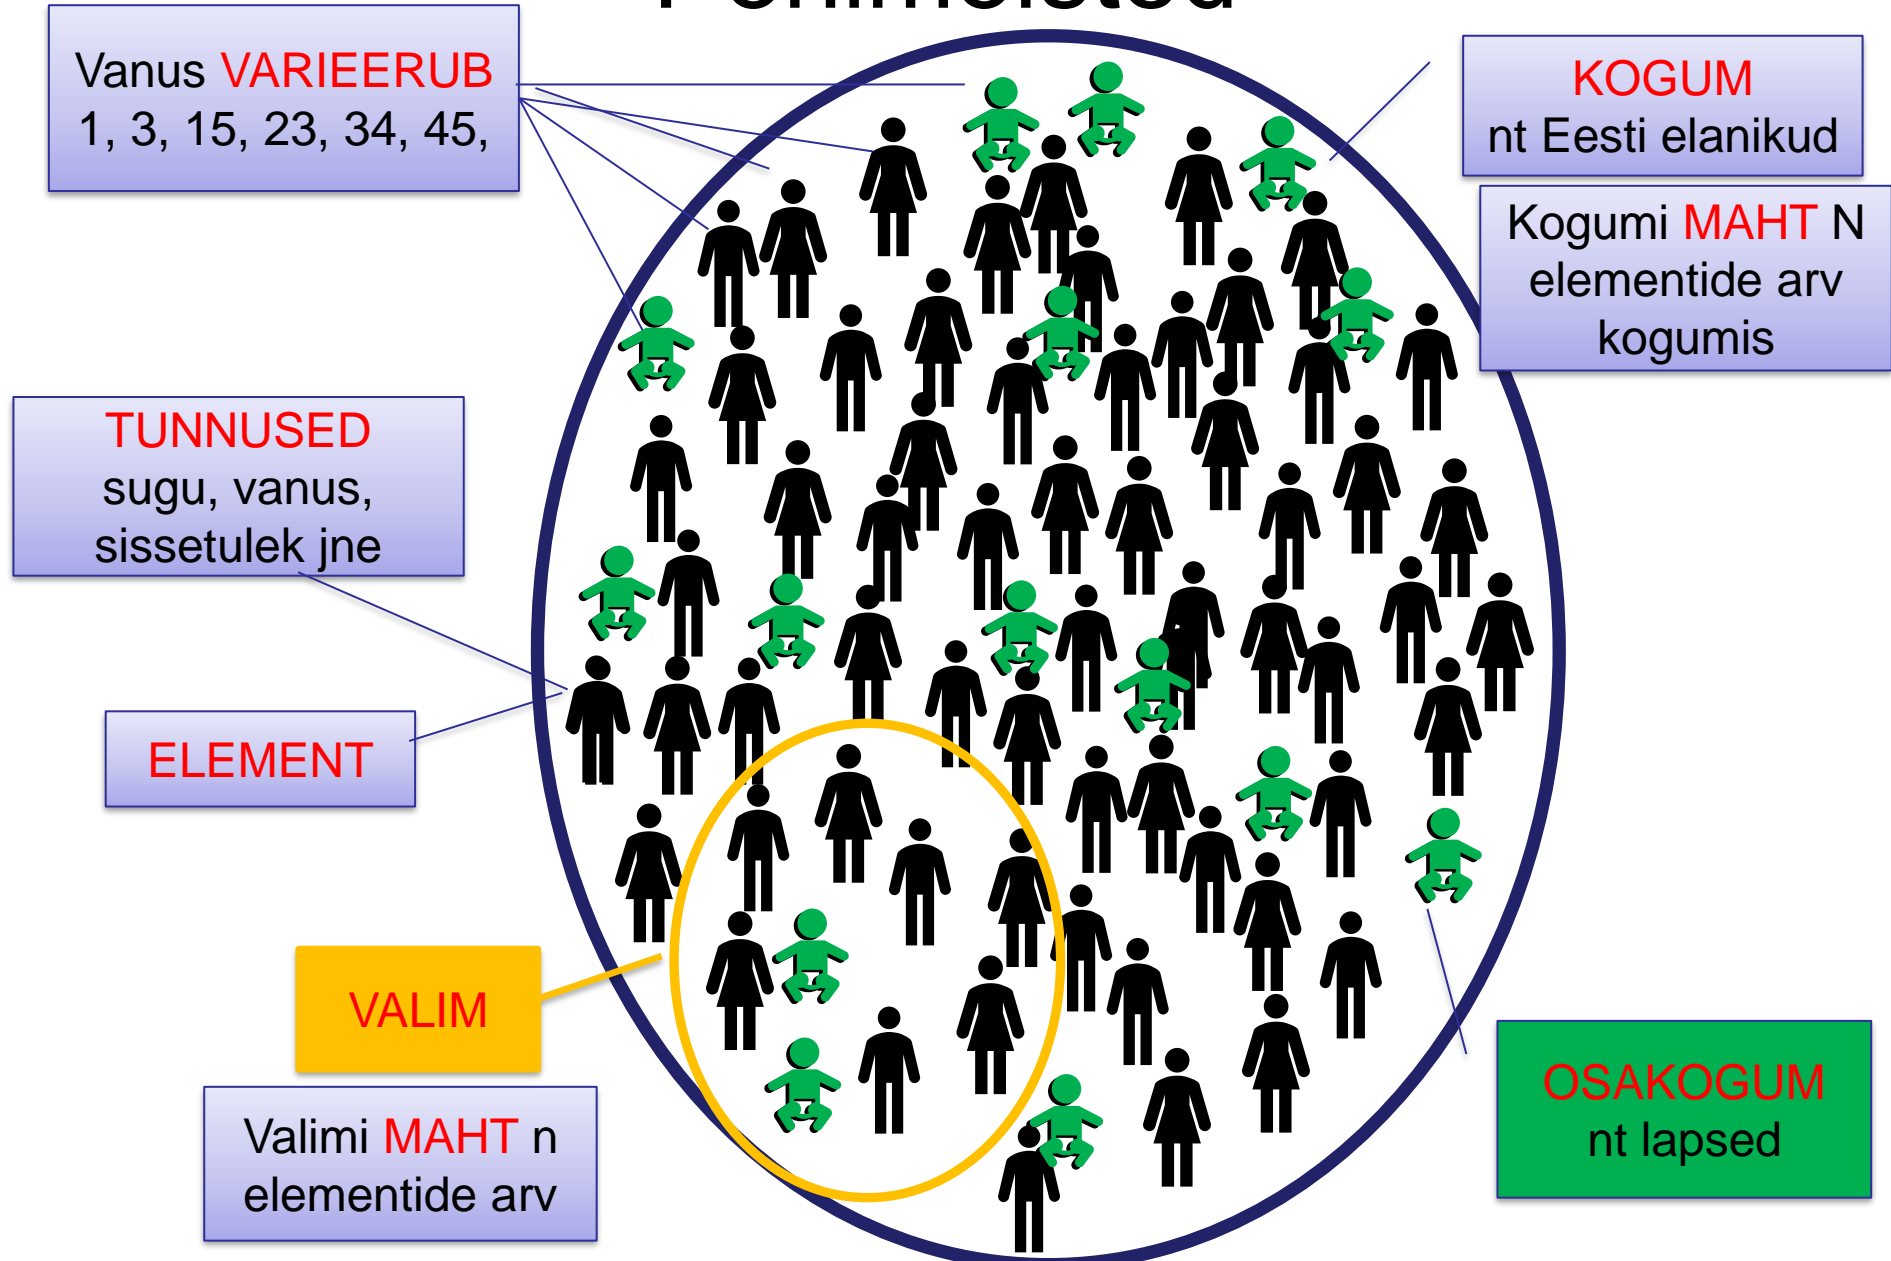 Põhimõisted
Vanus VARIEERUB
1, 3, 15, 23, 34, 45,
KOGUM
nt Eesti elanikud
Kogumi MAHT N
elementide arv
kogumis
TUNNUSED
sugu, vanus,
sissetulek jne
ELEMENT
VALIM
Valimi MAHT n
elementide arv
OSAKOGUM
nt lapsed